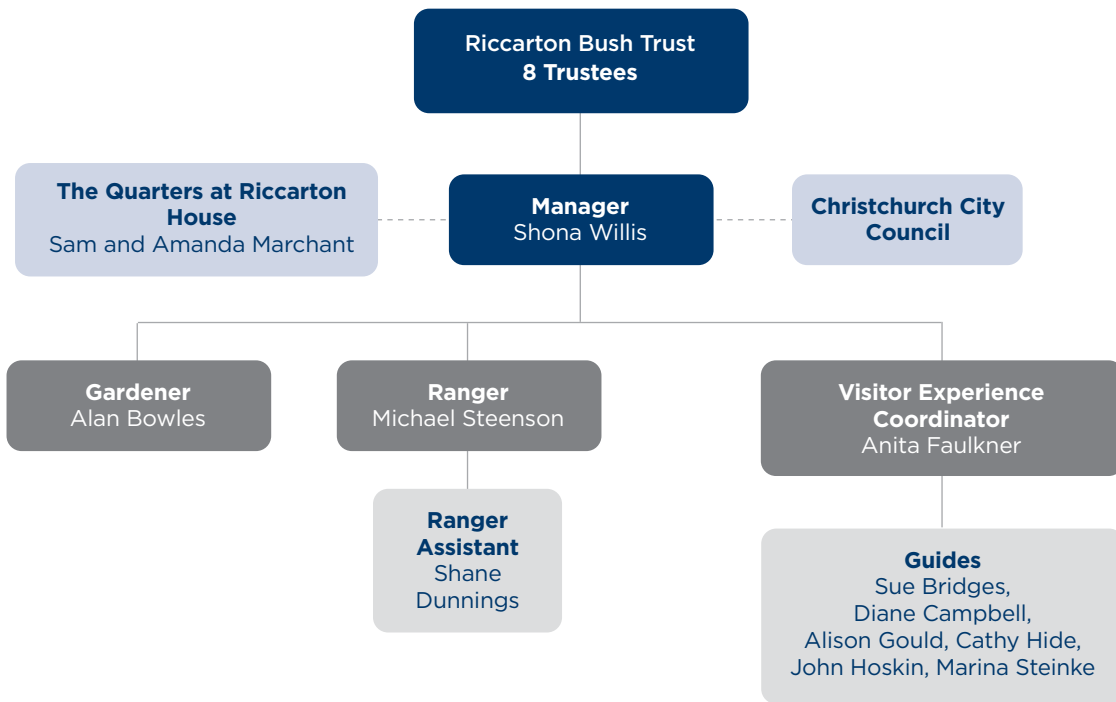 Riccarton Bush Trust
8 Trustees
The Quarters at Riccarton
House
Sam and Amanda Marchant
Manager
Shona Willis
Christchurch City
Council
Gardener
Alan Bowles
Ranger
Michael Steenson
Visitor Experience
Coordinator
Anita Faulkner
Ranger
Assistant
Shane
Dunnings
Guides
Sue Bridges,
Diane Campbell,
Alison Gould, Cathy Hide,
John Hoskin, Marina Steinke